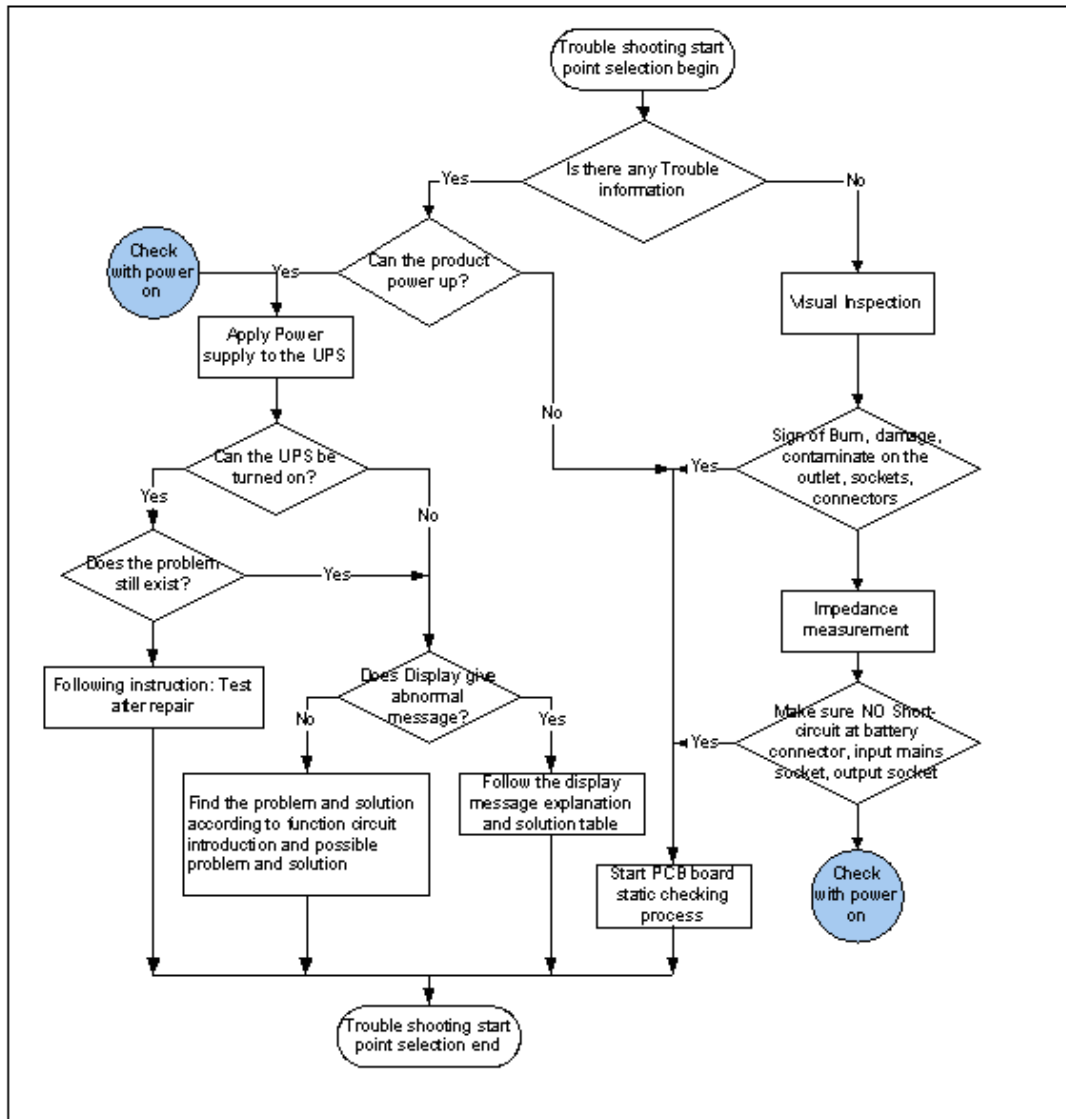 Trouble shooting start
point selection begin
Is there any Trouble
information
Yes
No
Check
with power
on
Can the product
power up?
Yes
Visual Inspection
Apply Power
supply to the UPS
No
Sign of Burn, damage,
contaminate on the
outlet, sockets,
connectors
Yes
Can the UPS be
turned on?
Yes
No
Does the problem
still exist?
Yes
Impedance
measurement
Following instruction: Test
after repair
Does Display give
abnormal
message?
No
Yes
Make sure NO Short-
circuit at battery
connector, input mains
socket, output socket
Yes
Find the problem and solution
according to function circuit
introduction and possible
problem and solution
Follow the display
message explanation
and solution table
Start PCB board
static checking
process
Check
with power
on
Trouble shooting start
point selection end